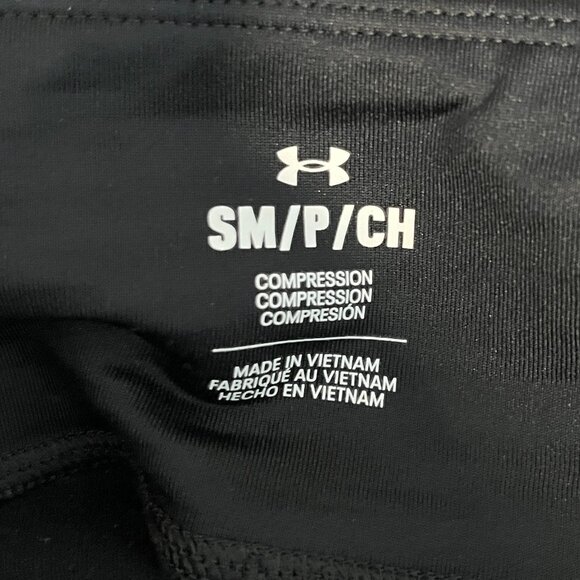 SM/P/CH
COMPRESSION
COMPRESSION
COMPRESIÓN
MADE IN VIETNAM
FABRIQUÉ AU VIETNAM
HECHO EN VIETNAM